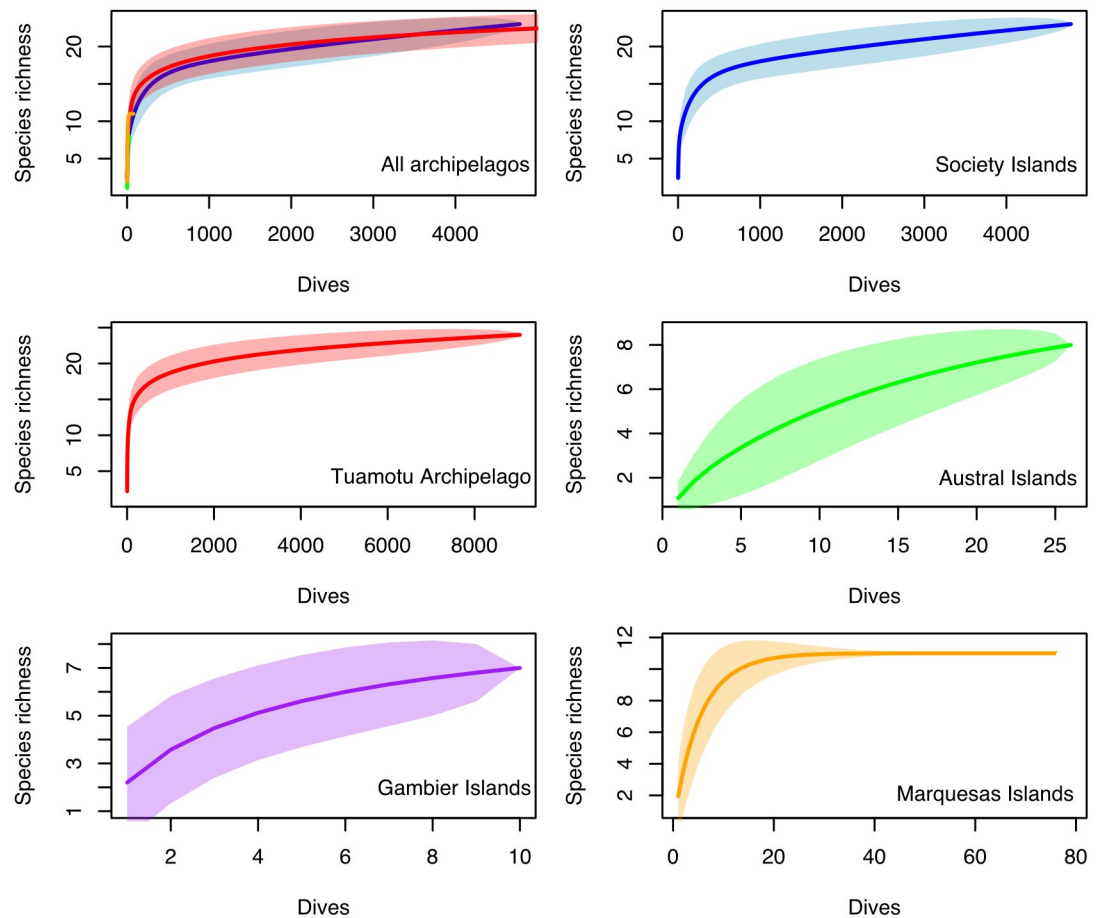 Species richness
20
10
5
All archipelagos
0 1000 2000 3000 4000
Dives
Species richness
20
10
5
Society Islands
0 1000 2000 3000 4000
Dives
Species richness
20
10
5
Tuamotu Archipelago
0 2000 4000 6000 8000
Dives
Species richness
8
6
4
2
Austral Islands
0 5 10 15 20 25
Dives
Species richness
7
5
3
1
Gambier Islands
2 4 6 8 10
Dives
Species richness
12
8
6
4
2
Marquesas Islands
0 20 40 60 80
Dives